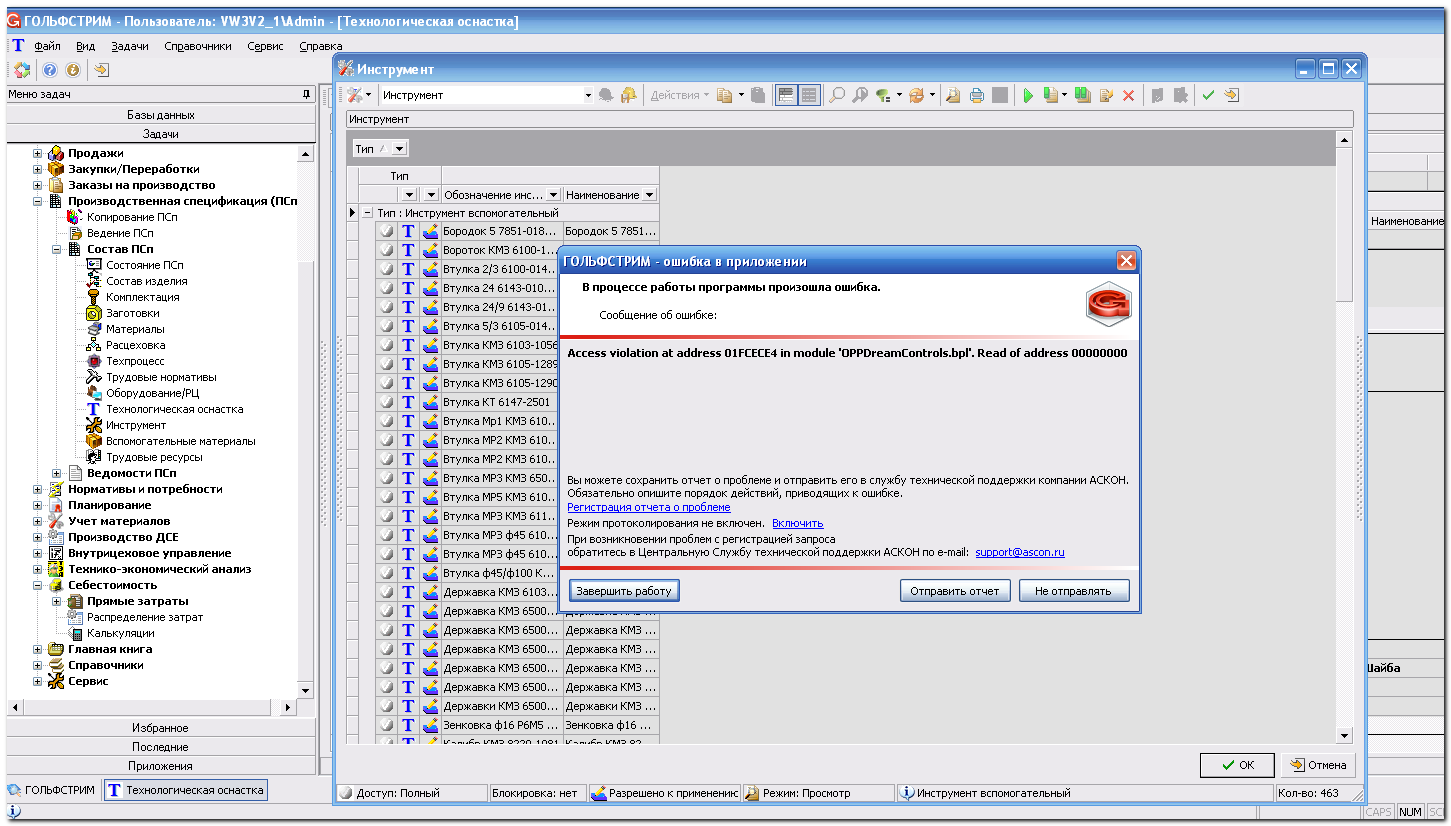 ГОЛЬФСТРИМ - Пользователь: VW3V2_1\Admin - [Технологическая оснастка]
Файл Вид Задачи Справочники Сервис Справка
Меню задач
Базы данных
Задачи
Продажи
Закупки/Переработки
Заказы на производство
Производственная спецификация (ПСп
Копирование ПСп
Ведение ПСп
Состав ПСп
Состояние ПСп
Состав изделия
Комплектация
Заготовки
Материалы
Расцеховка
Техпроцесс
Трудовые нормативы
Оборудование/РЦ
Технологическая оснастка
Инструмент
Вспомогательные материалы
Трудовые ресурсы
Ведомости ПСп
Нормативы и потребности
Планирование
Учет материалов
Производство ДСЕ
Внутрицеховое управление
Технико-экономический анализ
Себестоимость
Прямые затраты
Распределение затрат
Калькуляции
Главная книга
Справочники
Сервис
Избранное
Последние
Приложения
ГОЛЬФСТРИМ
Технологическая оснастка
Инструмент
Инструмент Действия
Инструмент
Тип
Тип
Обозначение инс... Наименование
Тип : Инструмент вспомогательный
Т Бородок 5 7851-018... Бородок 5 7851...
Т Вороток КМЗ 6100-1...
Т Втулка 2/3 6100-014...
Т Втулка 24 6143-010...
Т Втулка 24/9 6143-01...
Т Втулка 5/3 6105-014...
Т Втулка КМЗ 6103-1056
Т Втулка КМЗ 6105-1289
Т Втулка КМЗ 6105-1290
Т Втулка КТ 6147-2501
Т Втулка Мр1 КМЗ 610...
Т Втулка МР2 КМЗ 610...
Т Втулка МР2 КМЗ 610...
Т Втулка МР3 КМЗ 650...
Т Втулка МР5 КМЗ 610...
Т Втулка МР3 КМЗ 611...
Т Втулка МР3 ф45 610...
Т Втулка МР3 ф45 610...
Т Втулка ф45/ф100 К...
Т Державка КМЗ 6103...
Т Державка КМЗ 6500...
Т Державка КМЗ 6500... Державка КМЗ ...
Т Державка КМЗ 6500... Державка КМЗ ...
Т Державка КМЗ 6500... Державка КМЗ ...
Т Державка КМЗ 6500... Державка КМЗ ...
Т Державки КМЗ 6500... Державки КМЗ ...
Т Зенковка ф16 Р6М5 ... Зенковка ф16 ...
ГОЛЬФСТРИМ - ошибка в приложении
В процессе работы программы произошла ошибка.
Сообщение об ошибке:
Access violation at address 01FCECE4 in module 'OPPDreamControls.bpl'. Read of address 00000000
Вы можете сохранить отчет о проблеме и отправить его в службу технической поддержки компании АСКОН.
Обязательно опишите порядок действий, приводящих к ошибке.
Регистрация отчета о проблеме
Режим протоколирования не включен. Включить
При возникновении проблем с регистрацией запроса
обратитесь в Центральную Службу технической поддержки АСКОН по e-mail: support@ascon.ru
Завершить работу Отправить отчет Не отправлять
OK Отмена
Доступ: Полный Блокировка: нет Разрешено к применению Режим: Просмотр Инструмент вспомогательный Кол-во: 463
Наименование
Шайба
CAPS NUM